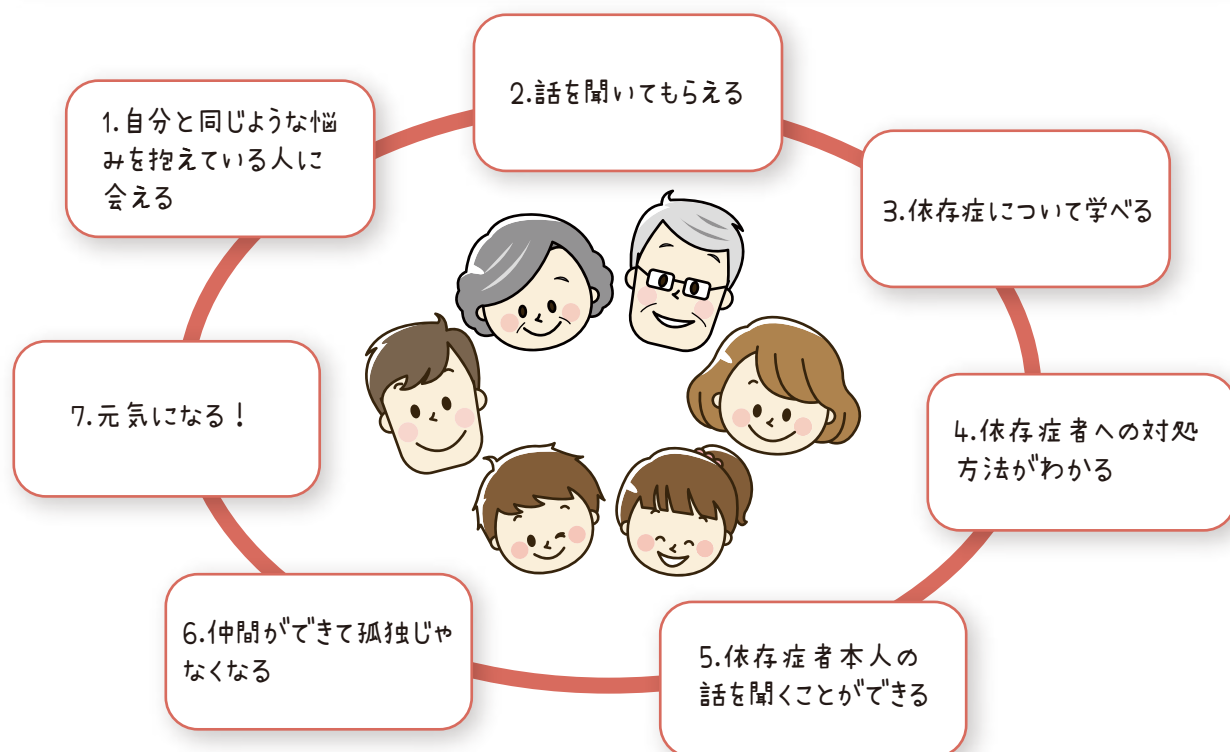 1.自分と同じような悩
みを抱えている人に
会える
2.話を聞いてもらえる
3.依存症について学べる
4.依存症者への対処
方法がわかる
5.依存症者本人の
話を聞くことができる
6.仲間ができて孤独じゃ
なくなる
7.元気になる！